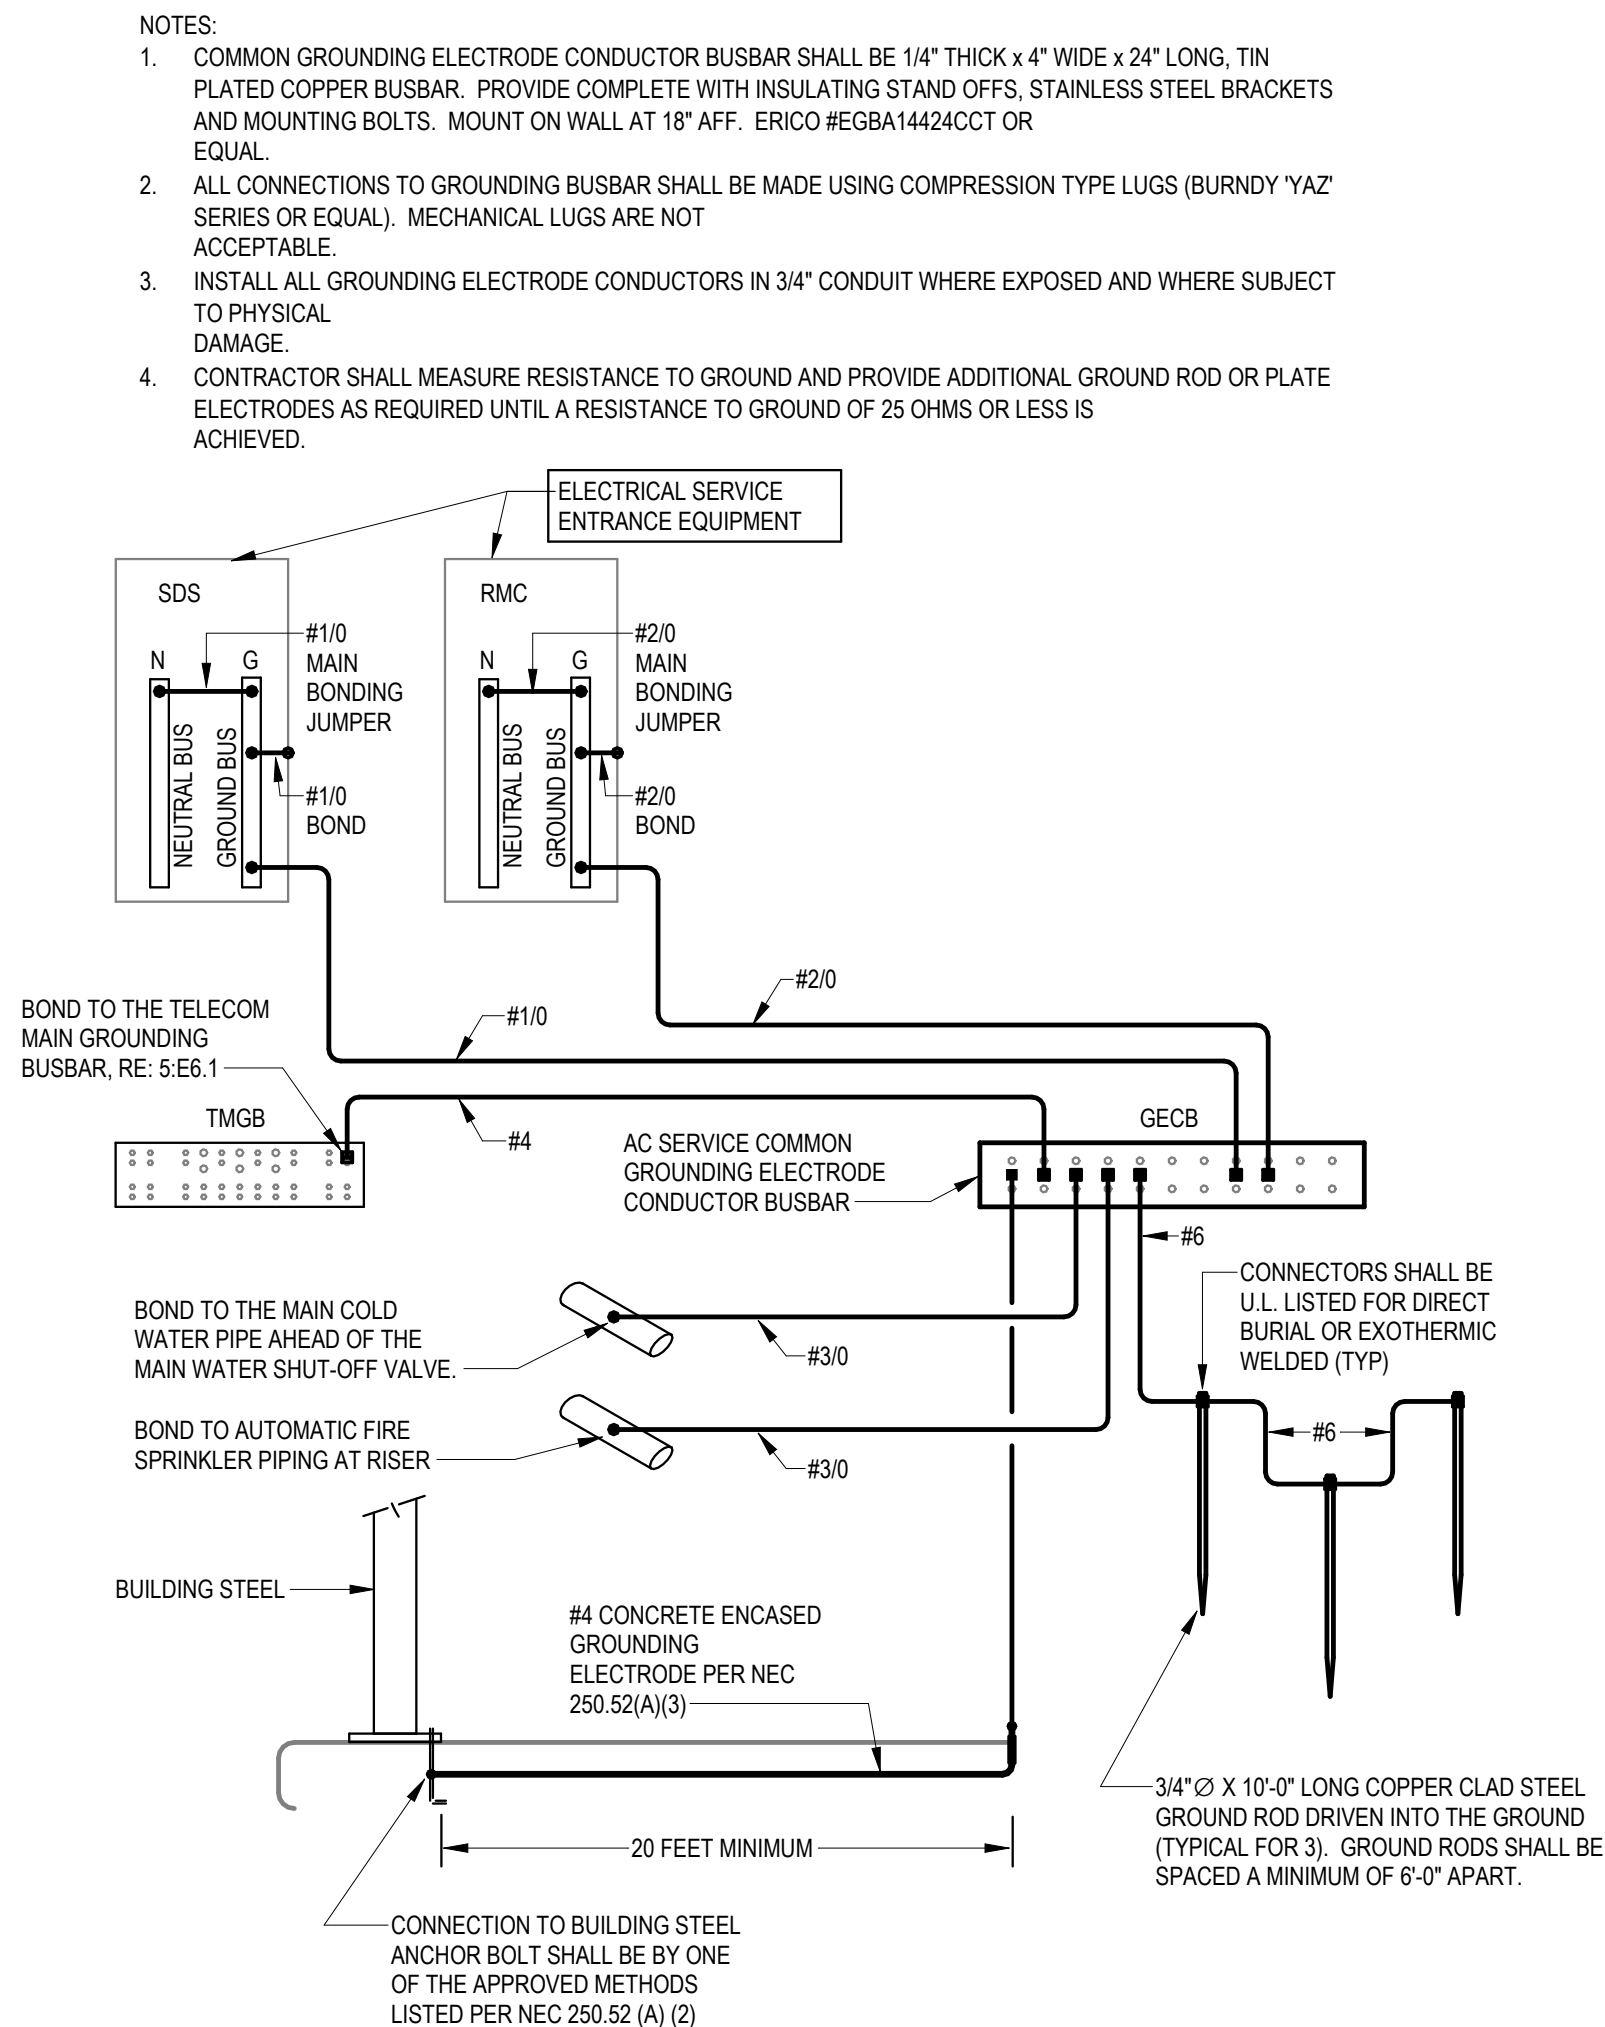 NOTES:
1. COMMON GROUNDING ELECTRODE CONDUCTOR BUSBAR SHALL BE 1/4" THICK x 4" WIDE x 24" LONG, TIN
PLATED COPPER BUSBAR. PROVIDE COMPLETE WITH INSULATING STAND OFFS, STAINLESS STEEL BRACKETS
AND MOUNTING BOLTS. MOUNT ON WALL AT 18" AFF. ERICO #EGBA14424CCT OR
EQUAL.
2. ALL CONNECTIONS TO GROUNDING BUSBAR SHALL BE MADE USING COMPRESSION TYPE LUGS (BURNDY 'YAZ'
SERIES OR EQUAL). MECHANICAL LUGS ARE NOT
ACCEPTABLE.
3. INSTALL ALL GROUNDING ELECTRODE CONDUCTORS IN 3/4" CONDUIT WHERE EXPOSED AND WHERE SUBJECT
TO PHYSICAL
DAMAGE.
4. CONTRACTOR SHALL MEASURE RESISTANCE TO GROUND AND PROVIDE ADDITIONAL GROUND ROD OR PLATE
ELECTRODES AS REQUIRED UNTIL A RESISTANCE TO GROUND OF 25 OHMS OR LESS IS
ACHIEVED.
ELECTRICAL SERVICE
ENTRANCE EQUIPMENT
SDS
N
G
NEUTRAL BUS
GROUND BUS
#1/0
MAIN
BONDING
JUMPER
#1/0
BOND
RMC
N
G
NEUTRAL BUS
GROUND BUS
#2/0
MAIN
BONDING
JUMPER
#2/0
BOND
#2/0
#1/0
BOND TO THE TELECOM
MAIN GROUNDING
BUSBAR, RE: 5:E6.1
TMGB
#4
AC SERVICE COMMON
GROUNDING ELECTRODE
CONDUCTOR BUSBAR
GECB
#6
CONNECTORS SHALL BE
U.L. LISTED FOR DIRECT
BURIAL OR EXOTHERMIC
WELDED (TYP)
BOND TO THE MAIN COLD
WATER PIPE AHEAD OF THE
MAIN WATER SHUT-OFF VALVE.
#3/0
BOND TO AUTOMATIC FIRE
SPRINKLER PIPING AT RISER
#3/0
#6
BUILDING STEEL
#4 CONCRETE ENCASED
GROUNDING
ELECTRODE PER NEC
250.52(A)(3)
3/4"∅ X 10'-0" LONG COPPER CLAD STEEL
GROUND ROD DRIVEN INTO THE GROUND
(TYPICAL FOR 3). GROUND RODS SHALL BE
SPACED A MINIMUM OF 6'-0" APART.
20 FEET MINIMUM
CONNECTION TO BUILDING STEEL
ANCHOR BOLT SHALL BE BY ONE
OF THE APPROVED METHODS
LISTED PER NEC 250.52 (A) (2)